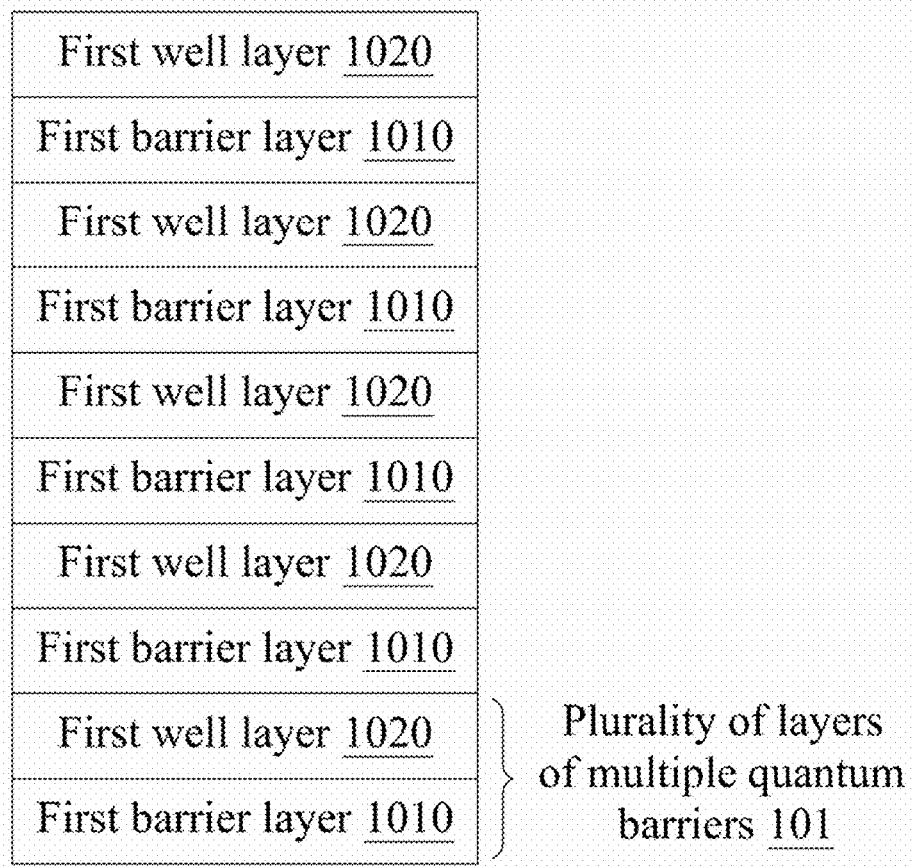 First well layer 1020
First barrier layer 1010
First well layer 1020
First barrier layer 1010
First well layer 1020
First barrier layer 1010
First well layer 1020
First barrier layer 1010
First well layer 1020
First barrier layer 1010
Plurality of layers
of multiple quantum
barriers 101